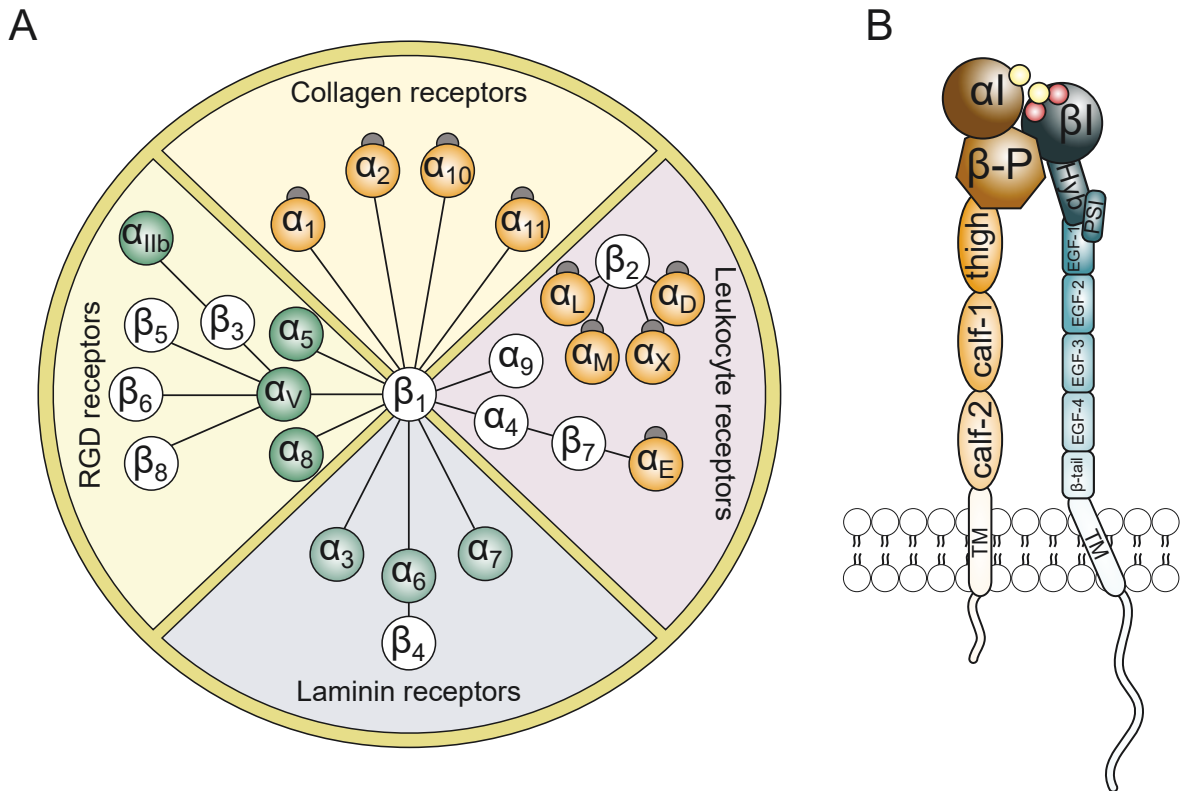 A
B
Collagen receptors
α1
α2
α10
α11
RGD receptors
αIIb
β3
β5
β6
β8
α5
αV
α8
β1
Leukocyte receptors
β2
αL
αD
αM
αX
α9
α4
β7
αE
Laminin receptors
α3
α6
α7
β4
αI
β-P
thigh
calf-1
calf-2
TM
βI
Hyb
PSI
EGF-1
EGF-2
EGF-3
EGF-4
β-tail
TM